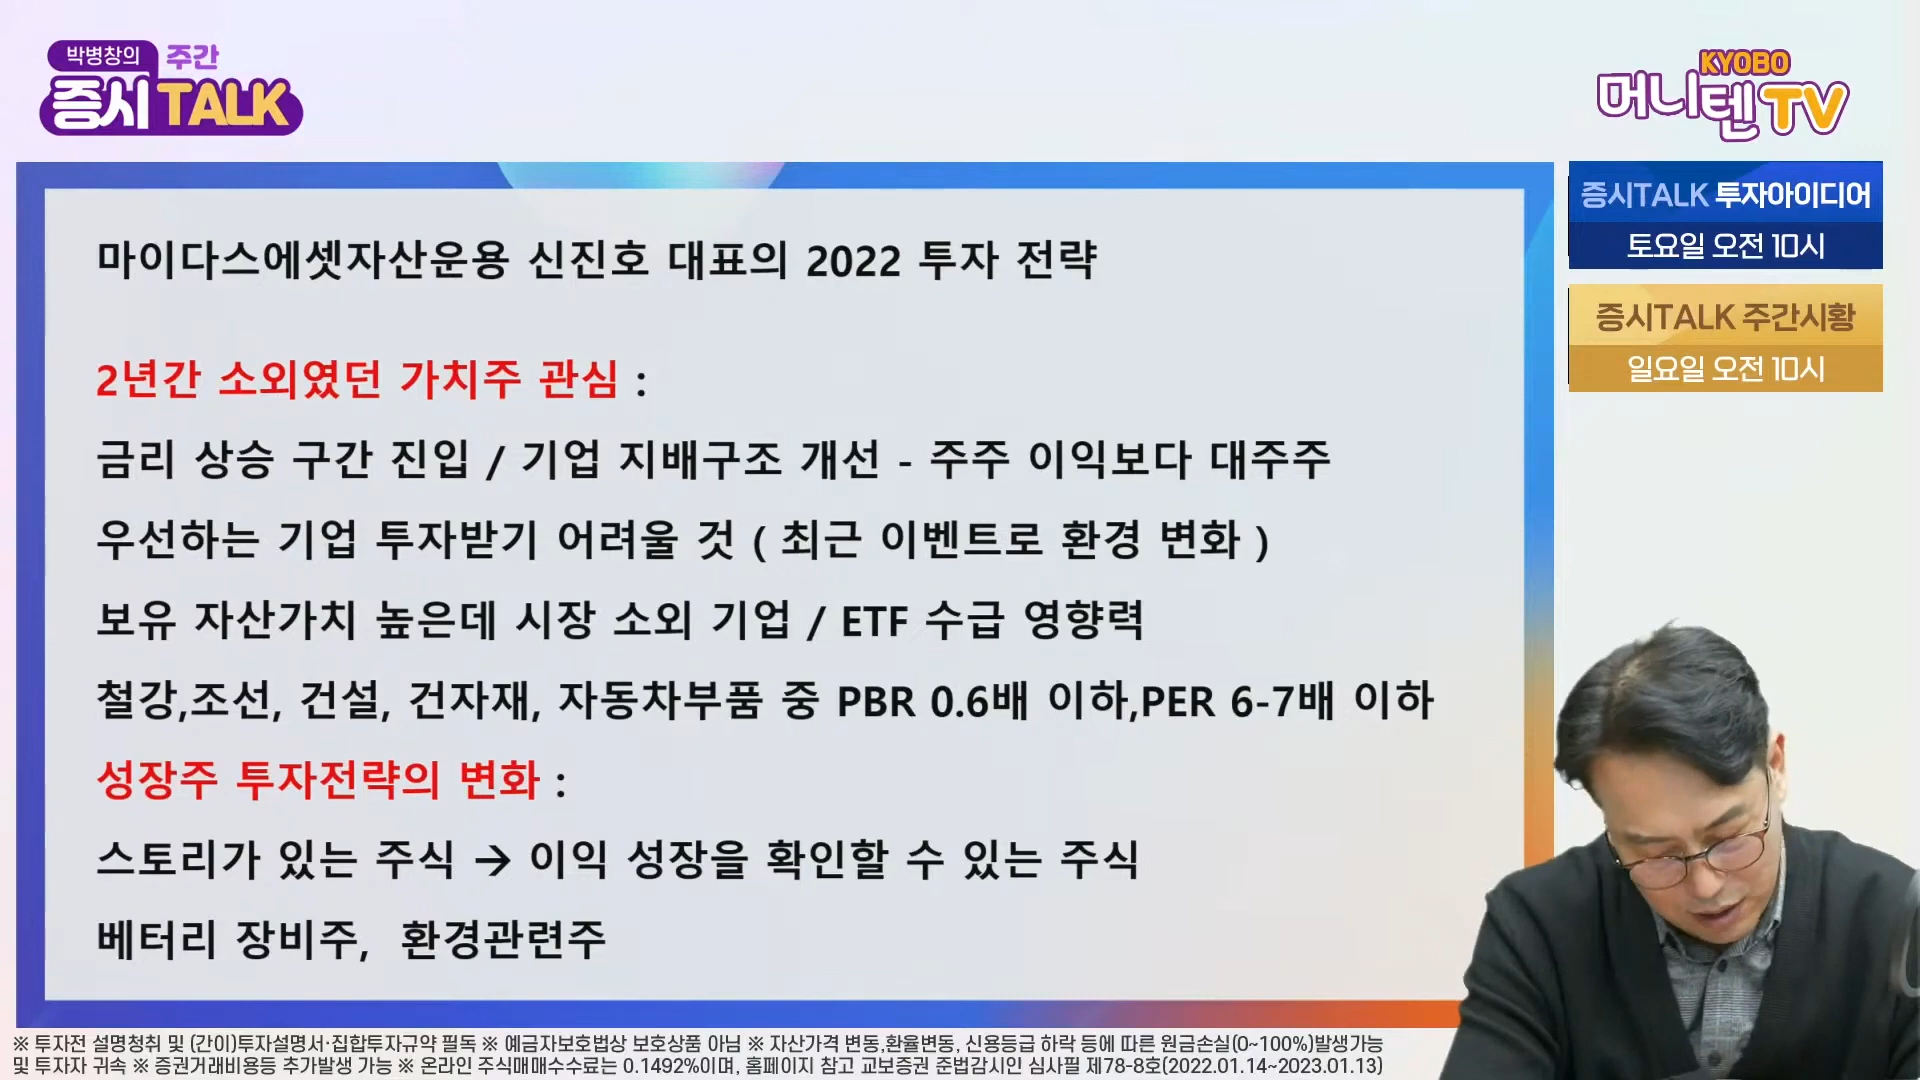 박병창의 주간
증시 TALK
KYOBO
머니텐 TV
증시TALK 투자아이디어
토요일 오전 10시
증시TALK 주간시황
일요일 오전 10시
마이다스에셋자산운용 신진호 대표의 2022 투자 전략
2년간 소외였던 가치주 관심 :
금리 상승 구간 진입 / 기업 지배구조 개선 - 주주 이익보다 대주주
우선하는 기업 투자받기 어려울 것 ( 최근 이벤트로 환경 변화 )
보유 자산가치 높은데 시장 소외 기업 / ETF 수급 영향력
철강,조선, 건설, 건자재, 자동차부품 중 PBR 0.6배 이하,PER 6-7배 이하
성장주 투자전략의 변화 :
스토리가 있는 주식 → 이익 성장을 확인할 수 있는 주식
베터리 장비주, 환경관련주
※ 투자전 설명청취 및 (간이)투자설명서·집합투자규약 필독 ※ 예금자보호법상 보호상품 아님 ※ 자산가격 변동,환율변동, 신용등급 하락 등에 따른 원금손실(0~100%)발생가능
및 투자자 귀속 ※ 증권거래비용등 추가발생 가능 ※ 온라인 주식매매수수료는 0.1492%이며, 홈페이지 참고 교보증권 준법감시인 심사필 제78-8호(2022.01.14~2023.01.13)